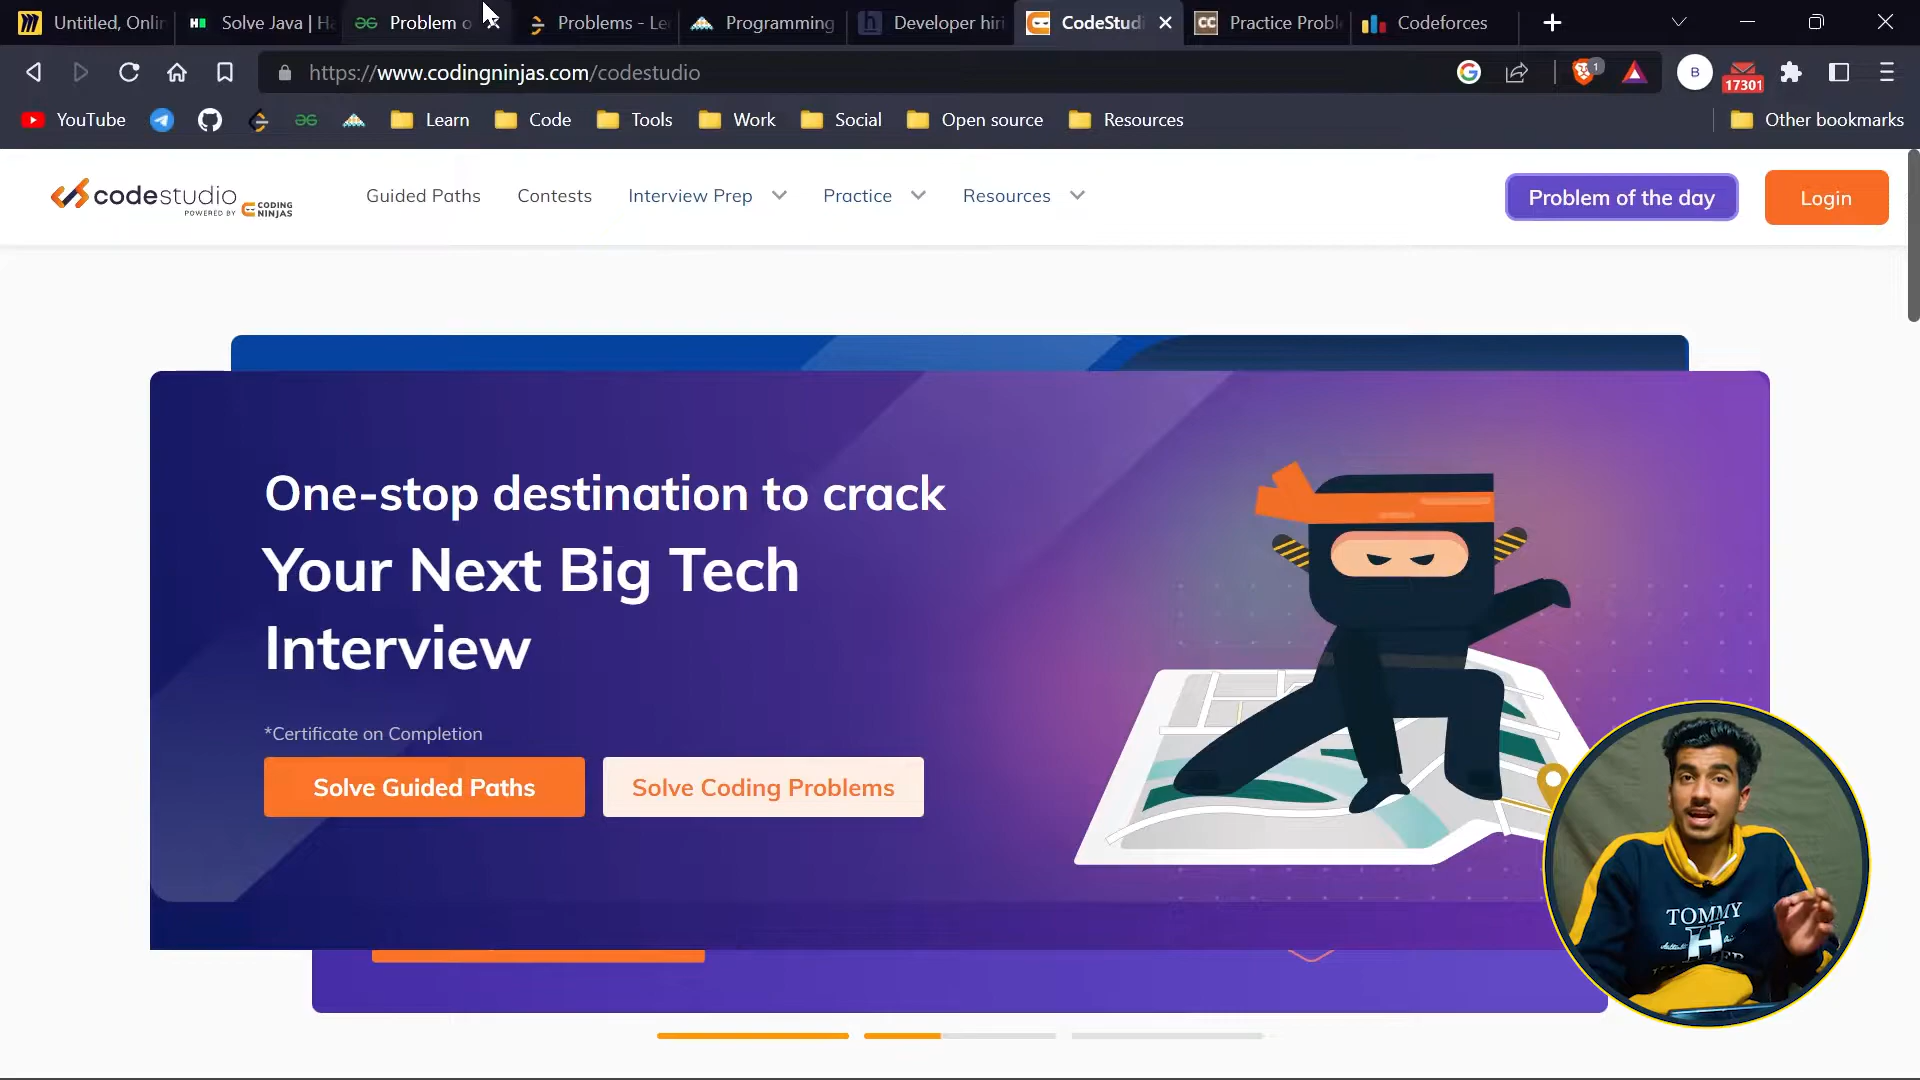 Untitled, Onlin
Solve Java | Ha
Problem o
Problems - Le
Programming
Developer hiri
CodeStudi
Practice Probl
Codeforces
https://www.codingninjas.com/codestudio
1
B
17301
YouTube
Learn
Code
Tools
Work
Social
Open source
Resources
Other bookmarks
codestudio
POWERED BY CODING NINJAS
Guided Paths
Contests
Interview Prep
Practice
Resources
Problem of the day
Login
One-stop destination to crack
Your Next Big Tech
Interview
*Certificate on Completion
Solve Guided Paths
Solve Coding Problems
TOMMY
H